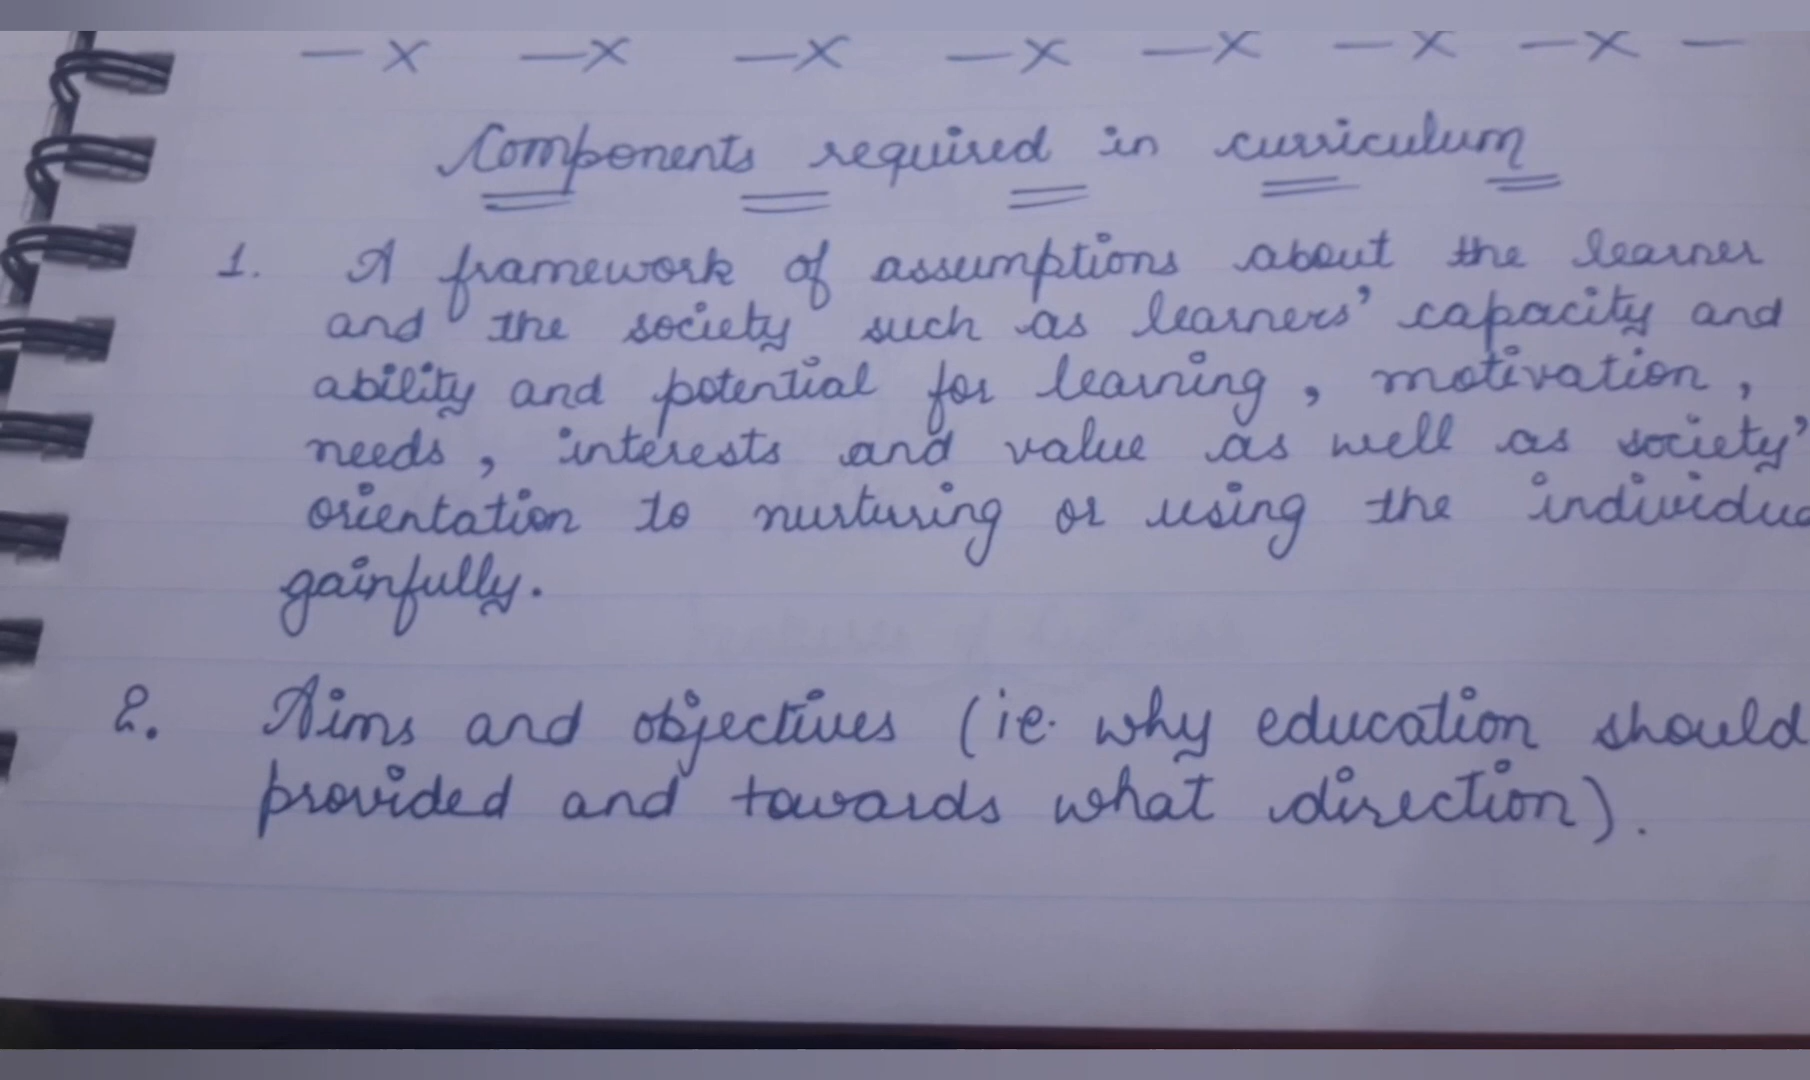 — x — x — x — x — x — x — x —
Components required in curriculum
1. A framework of assumptions about the learner
and the society such as learners' capacity and
ability and potential for learning, motivation,
needs, interests and value as well as society'
orientation to nurturing or using the
gainfully.
2. Aims and objectives (ie. why education should
provided and towards what direction).